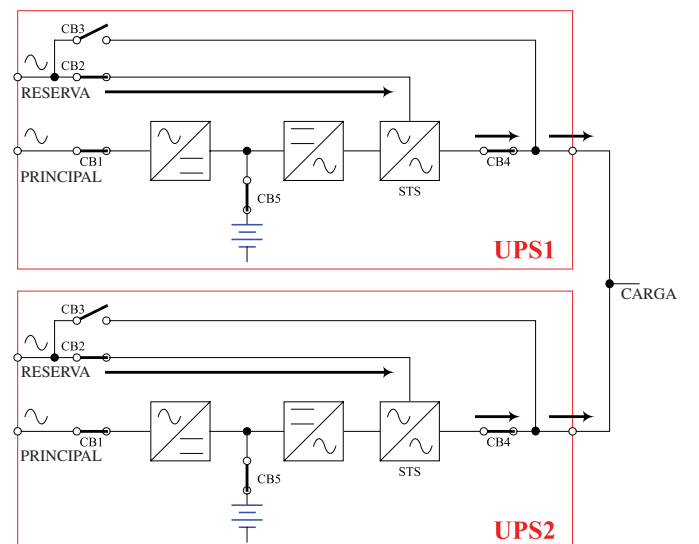 CB3
CB2
RESERVA
CB1
PRINCIPAL
CB5
STS
CB4
UPS1
CARGA
CB3
CB2
RESERVA
CB1
PRINCIPAL
CB5
STS
CB4
UPS2